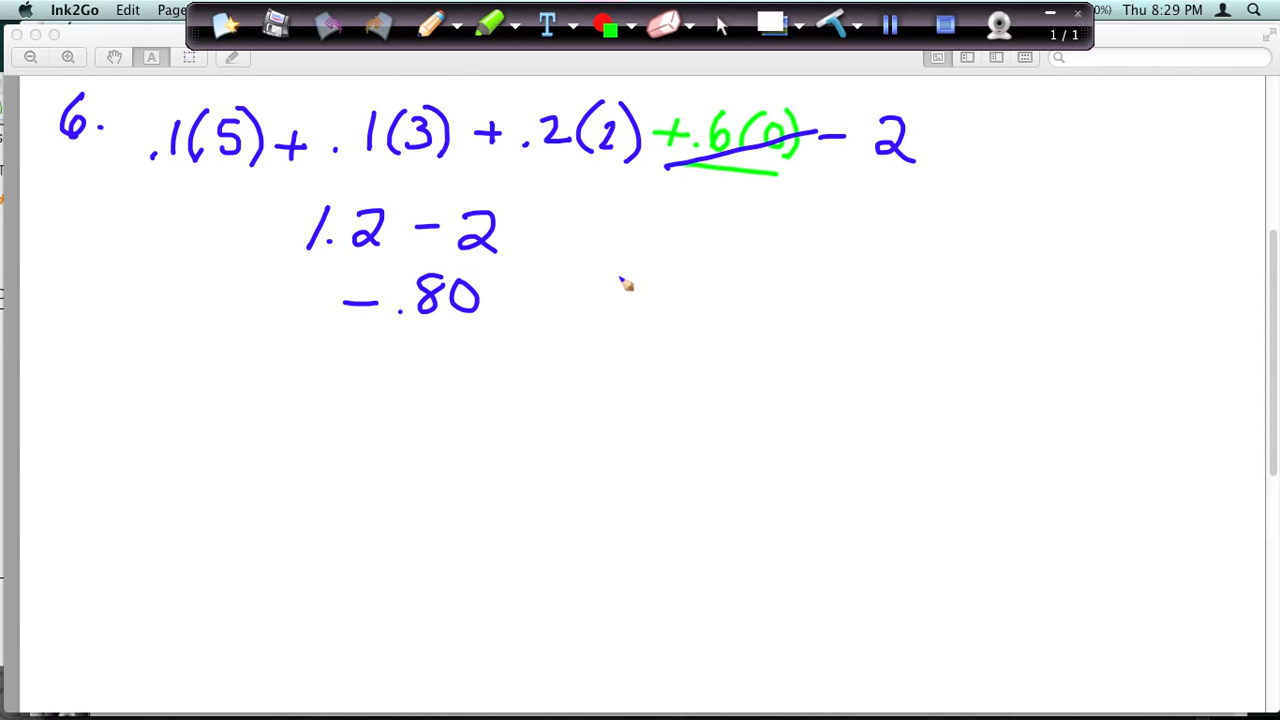 Ink2Go Edit Page 0%) Thu 8:29 PM
1 / 1
6. .1(5) + .1(3) + .2(2) + .6(0) - 2
1.2 - 2
- .80